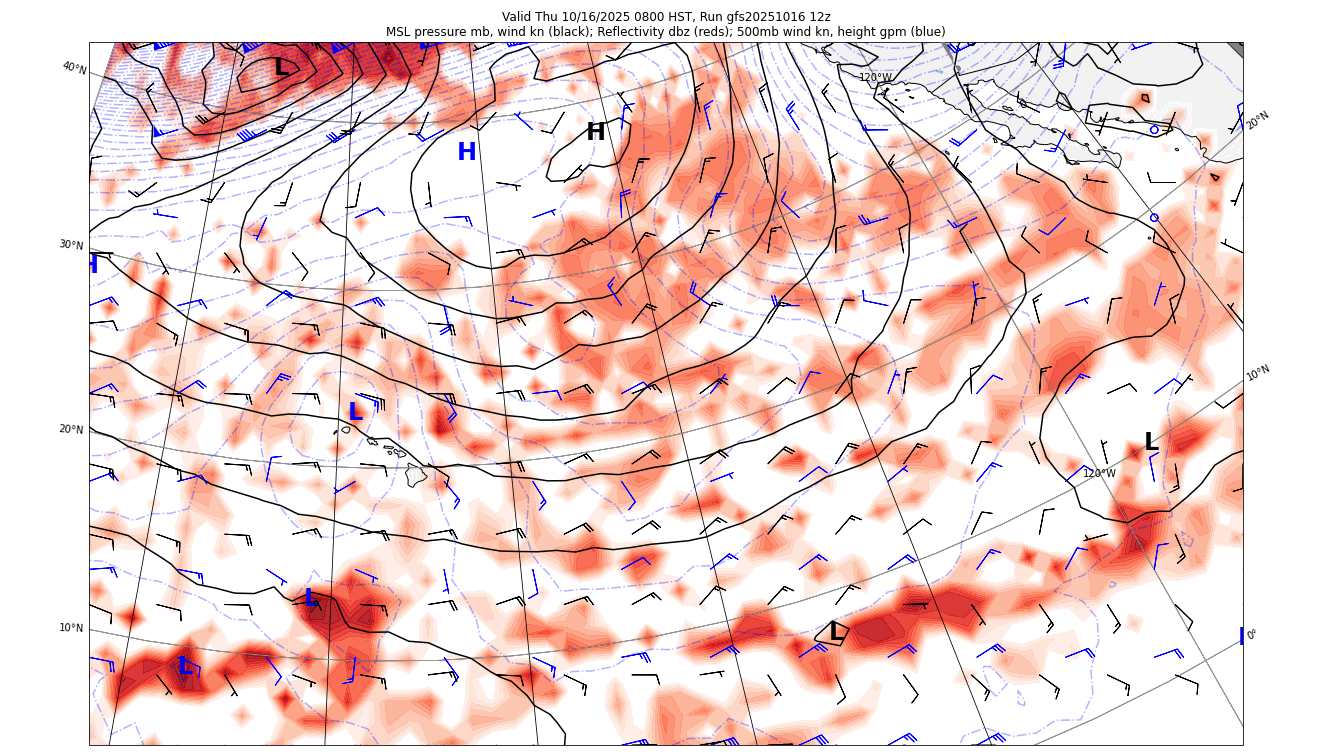 Valid Thu 10/16/2025 0800 HST, Run gfs20251016 12z
MSL pressure mb, wind kn (black); Reflectivity dbz (reds); 500mb wind kn, height gpm (blue)
40°N
L
120°W
20°N
H
H
30°N
H
10°N
L
20°N
L
120°W
L
10°N
L
0°
L